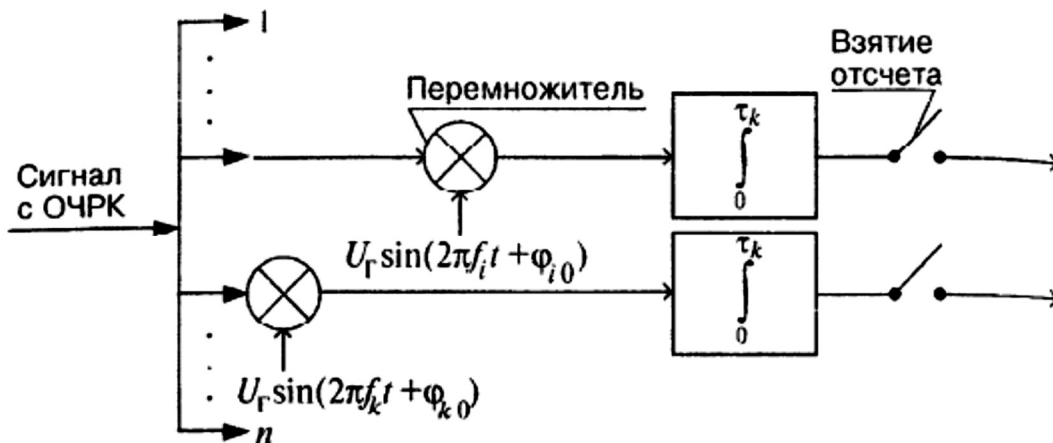 1
Взятие
отсчета
Перемножитель
τk
∫
0
Сигнал
с ОЧРК
Uг sin(2πfit + φi0)
τk
∫
0
Uг sin(2πfkt + φk0)
n